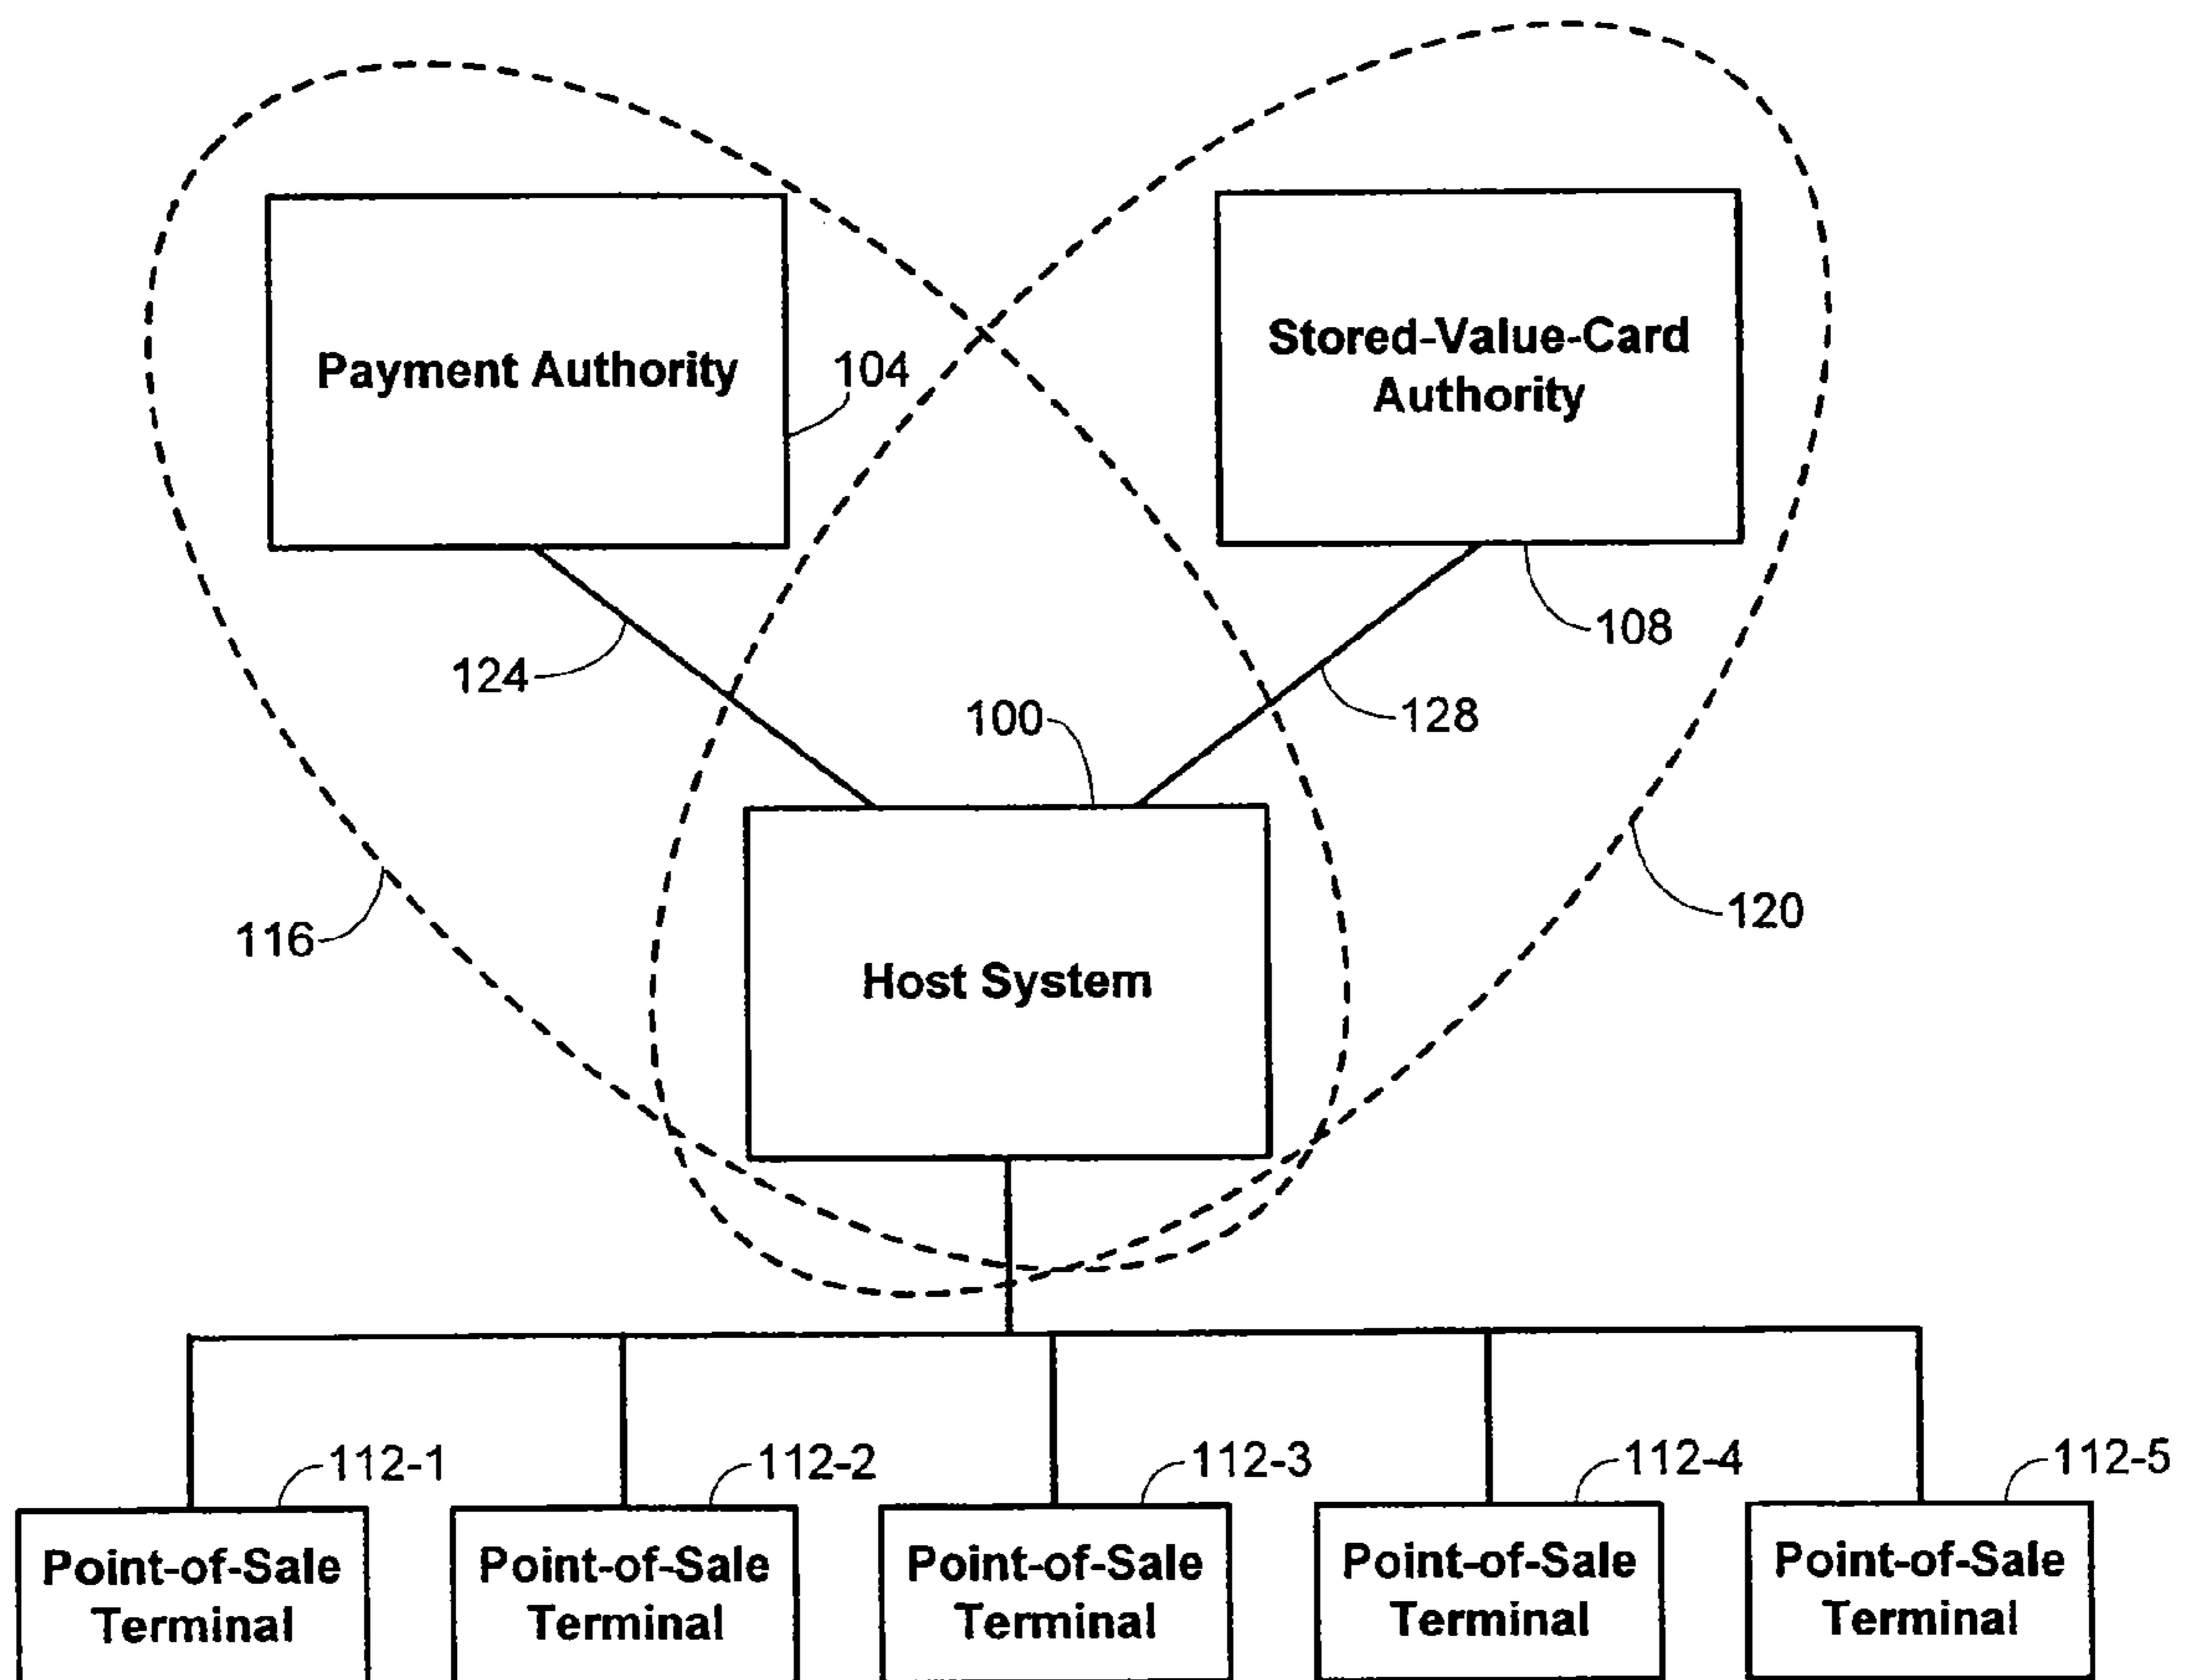 Payment Authority
104
Stored-Value-Card
Authority
124
108
100
128
116
120
Host System
112-1
112-2
112-3
112-4
112-5
Point-of-Sale
Terminal
Point-of-Sale
Terminal
Point-of-Sale
Terminal
Point-of-Sale
Terminal
Point-of-Sale
Terminal